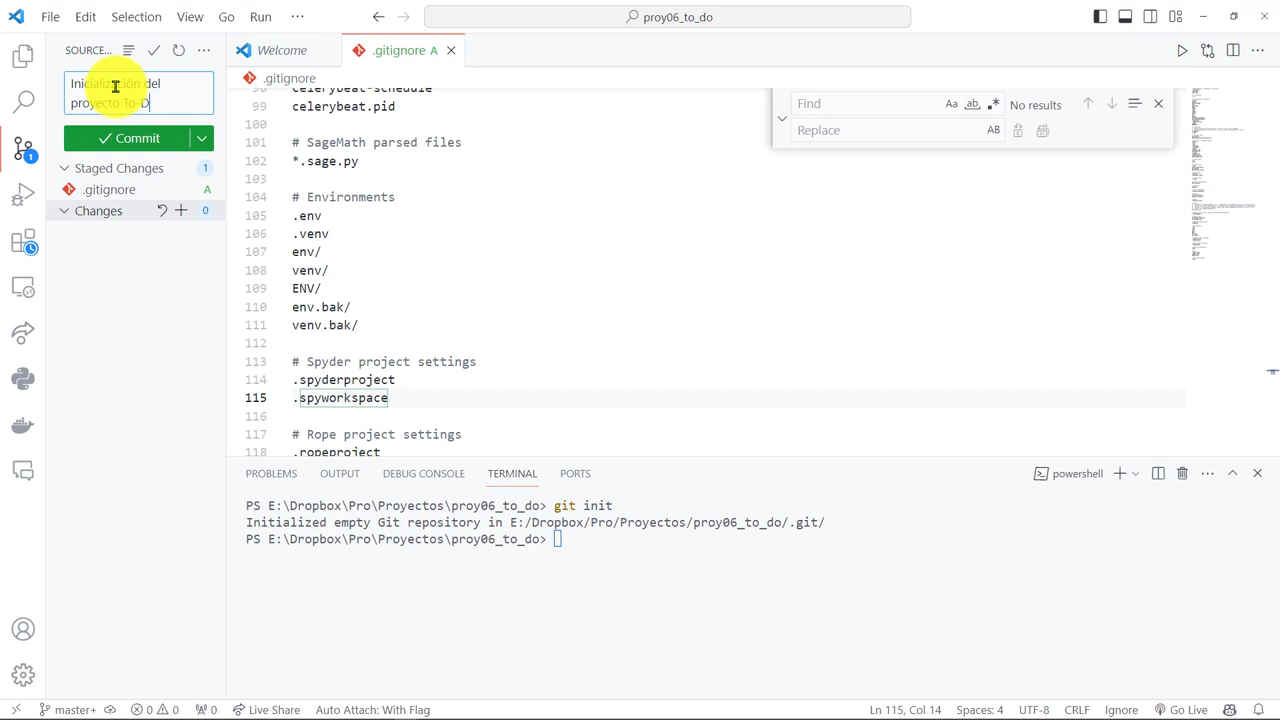 File Edit Selection View Go Run ··· proy06_to_do
SOURCE... Welcome .gitignore A
Inicialización del
proyecto To-D
Commit
Staged Changes 1
.gitignore A
Changes 0
1
.gitignore
98 celerybeat-schedule
99 celerybeat.pid
100
101 # SageMath parsed files
102 *.sage.py
103
104 # Environments
105 .env
106 .venv
107 env/
108 venv/
109 ENV/
110 env.bak/
111 venv.bak/
112
113 # Spyder project settings
114 .spyderproject
115 .spyworkspace
116
117 # Rope project settings
118 .ropeproject
Find ab No results
Replace AB
PROBLEMS OUTPUT DEBUG CONSOLE TERMINAL PORTS powershell
PS E:\Dropbox\Pro\Proyectos\proy06_to_do> git init
Initialized empty Git repository in E:/Dropbox/Pro/Proyectos/proy06_to_do/.git/
PS E:\Dropbox\Pro\Proyectos\proy06_to_do>
master+ 0 0 0 Live Share Auto Attach: With Flag Ln 115, Col 14 Spaces: 4 UTF-8 CRLF Ignore Go Live